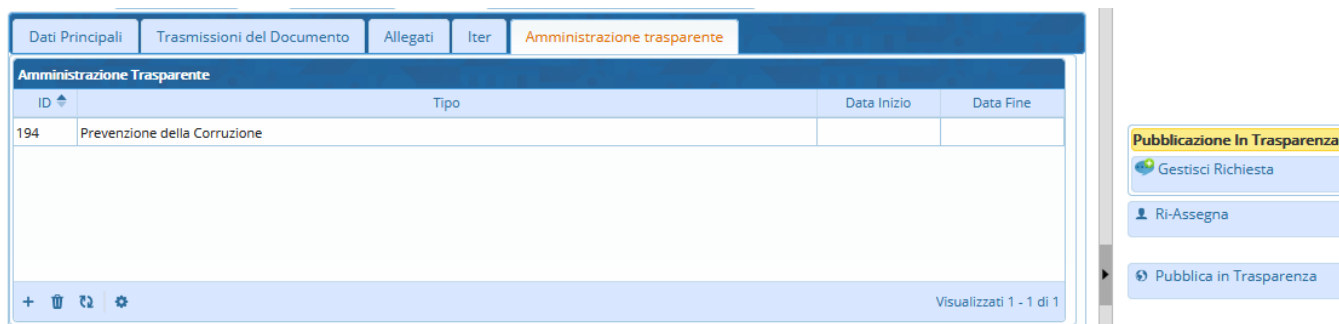 Dati Principali Trasmissioni del Documento Allegati Iter Amministrazione trasparente
Amministrazione Trasparente
ID Tipo Data Inizio Data Fine
194 Prevenzione della Corruzione
Visualizzati 1 - 1 di 1
Pubblicazione In Trasparenza
Gestisci Richiesta
Ri-Assegna
Pubblica in Trasparenza